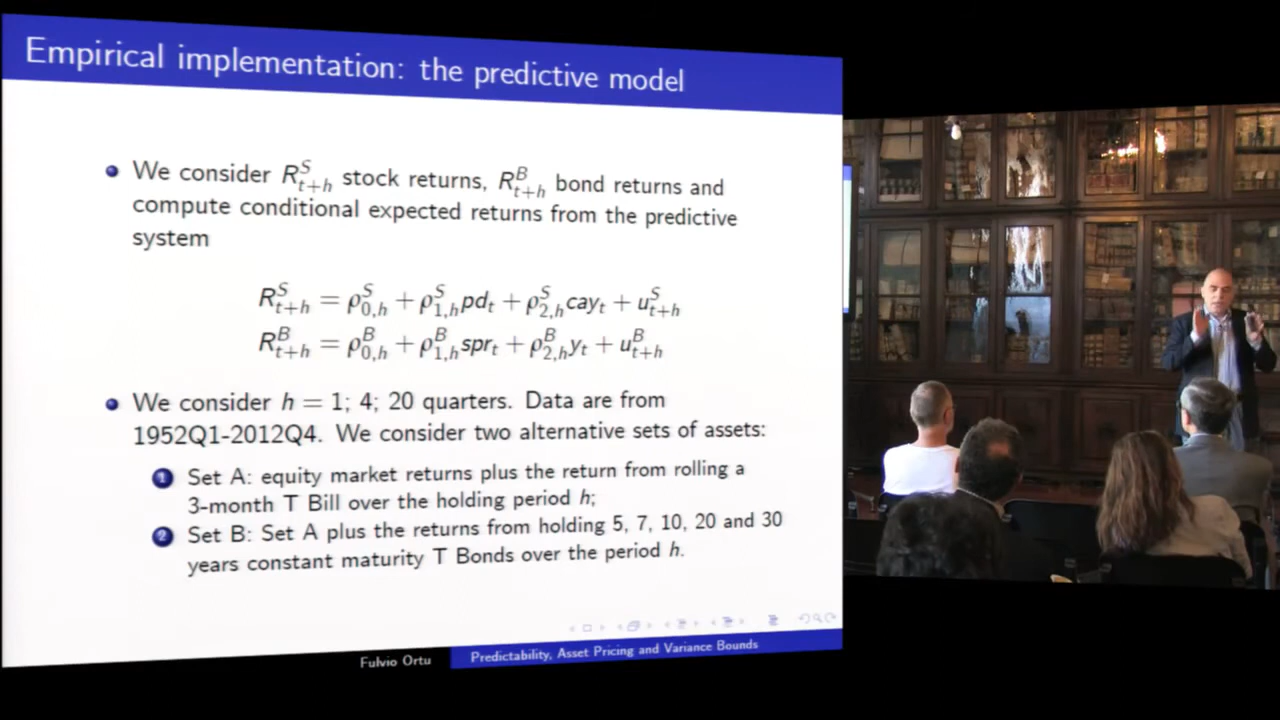 Empirical implementation: the predictive model
We consider R^S_{t+h} stock returns, R^B_{t+h} bond returns and
compute conditional expected returns from the predictive
system
R^S_{t+h} = ρ^S_{0,h} + ρ^S_{1,h}pd_t + ρ^S_{2,h}cay_t + u^S_{t+h}
R^B_{t+h} = ρ^B_{0,h} + ρ^B_{1,h}spr_t + ρ^B_{2,h}y_t + u^B_{t+h}
We consider h = 1; 4; 20 quarters. Data are from
1952Q1-2012Q4. We consider two alternative sets of assets:
1 Set A: equity market returns plus the return from rolling a
3-month T Bill over the holding period h;
2 Set B: Set A plus the returns from holding 5, 7, 10, 20 and 30
years constant maturity T Bonds over the period h.
Fulvio Ortu Predictability, Asset Pricing and Variance Bounds